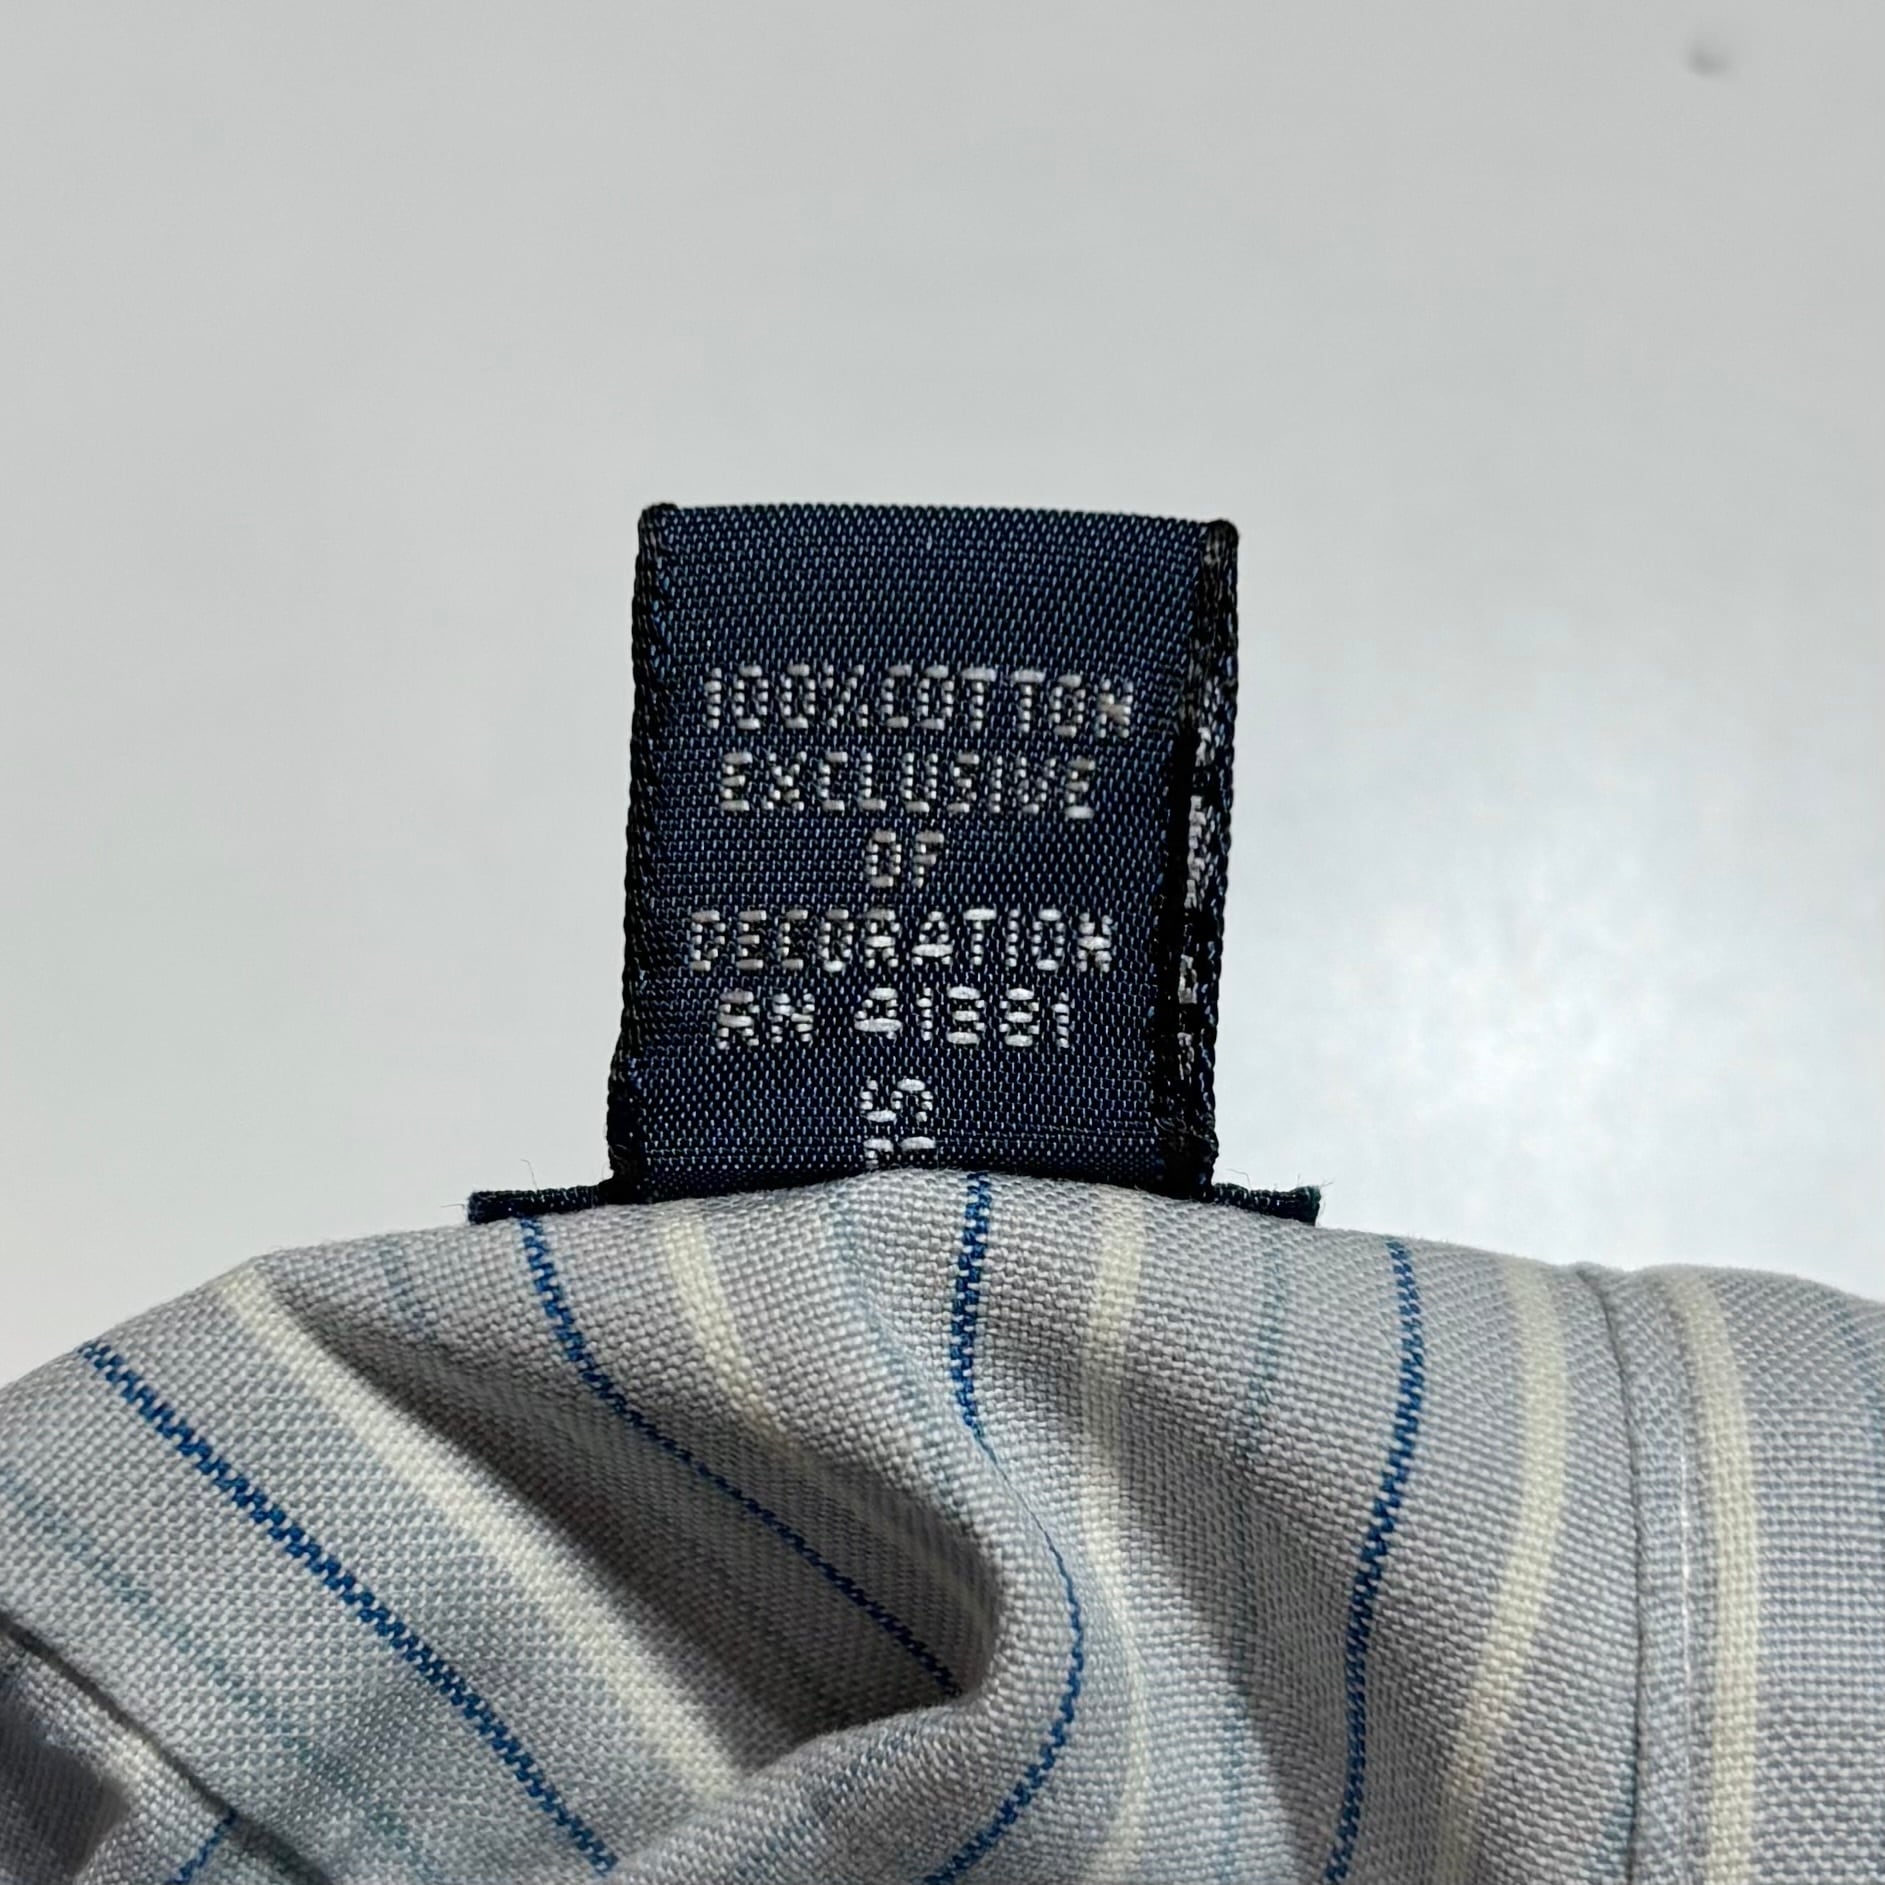 100% COTTON
EXCLUSIVE
OF
DECORATION
RN 41381